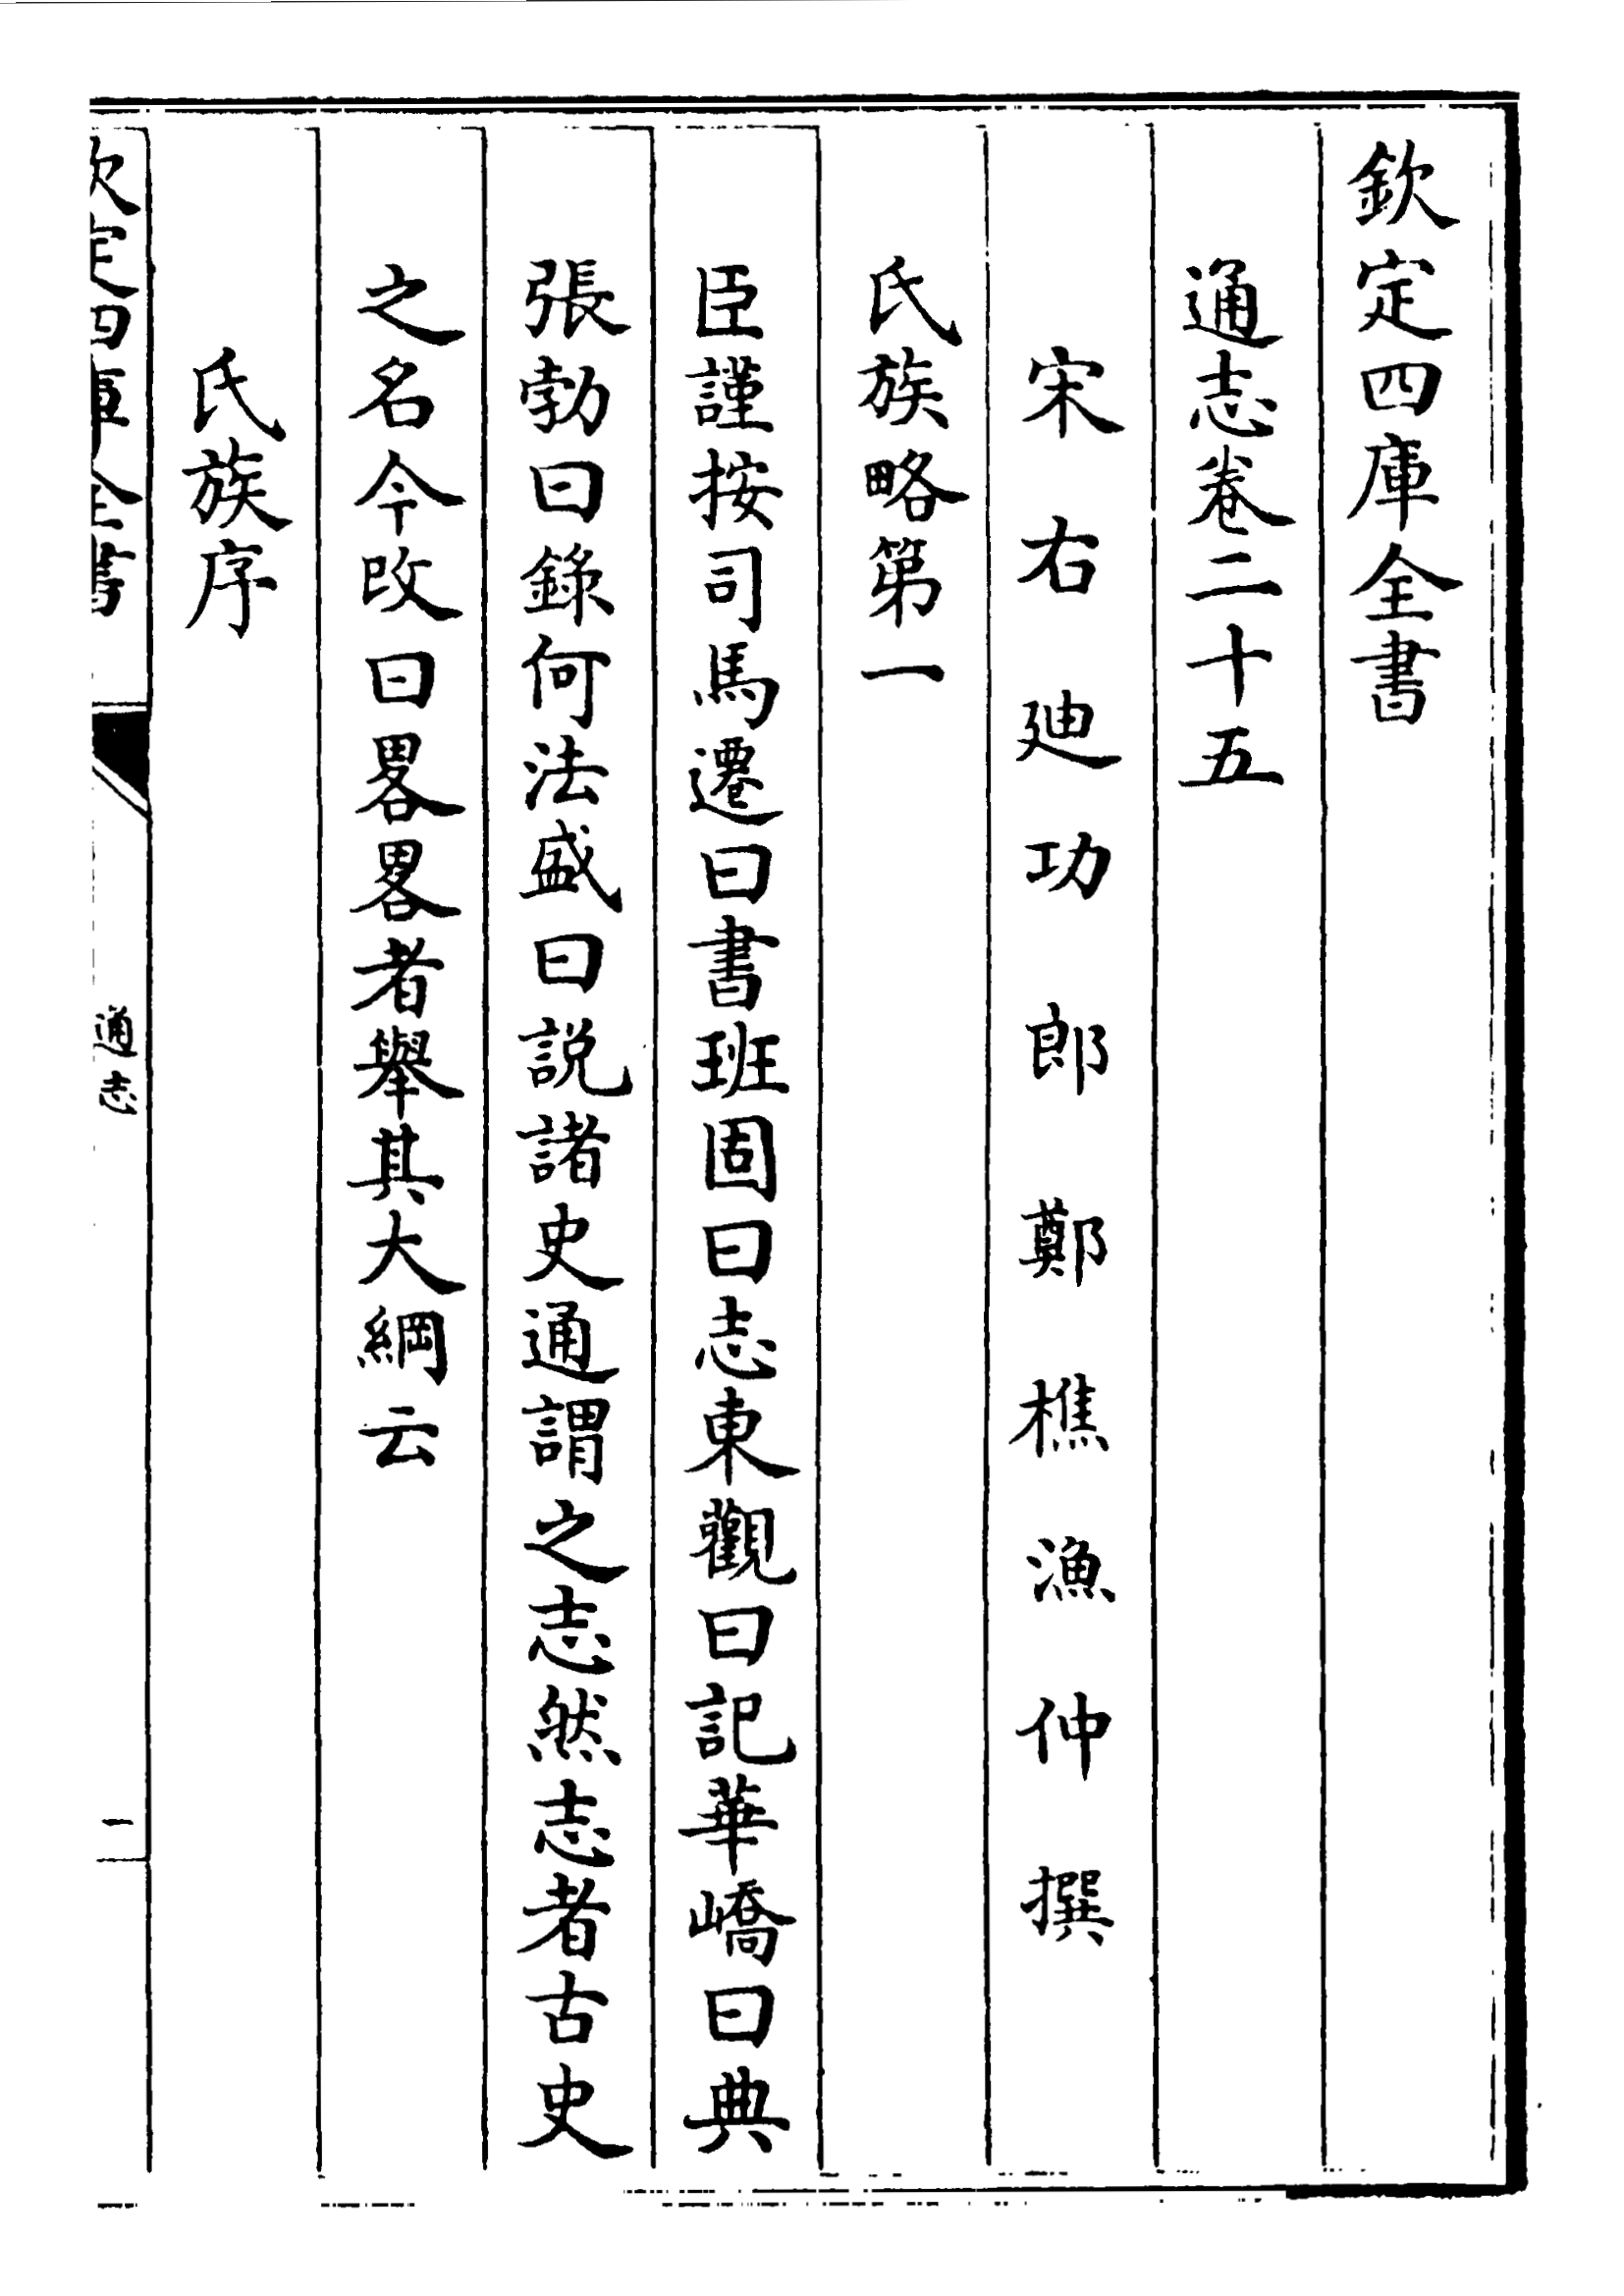 欽定四庫全書
通志卷二十五
宋右廸功郎鄭樵漁仲撰
氏族略第一
臣謹按司馬遷曰書班固曰志東觀曰記華嶠曰典
張勃曰錄何法盛曰説諸史通謂之志然志者古史
之名今改曰畧畧者舉其大綱云
氏族序
欽定四庫全書
通志
一